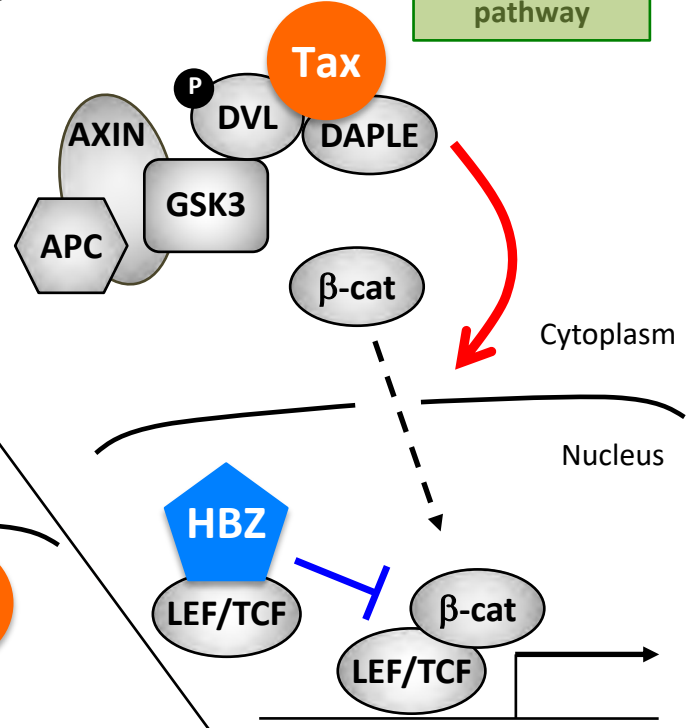 pathway
Tax
P
DVL
DAPLE
AXIN
GSK3
APC
β-cat
Cytoplasm
Nucleus
HBZ
LEF/TCF
β-cat
LEF/TCF